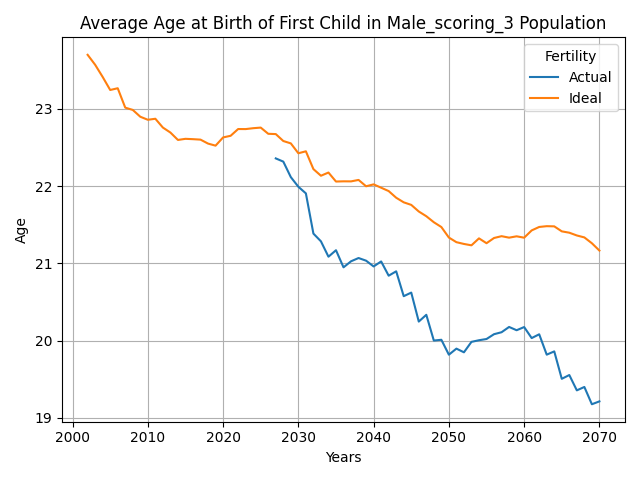 Average Age at Birth of First Child in Male_scoring_3 Population
Fertility
Actual
Ideal
Age
23
22
21
20
19
2000 2010 2020 2030 2040 2050 2060 2070
Years